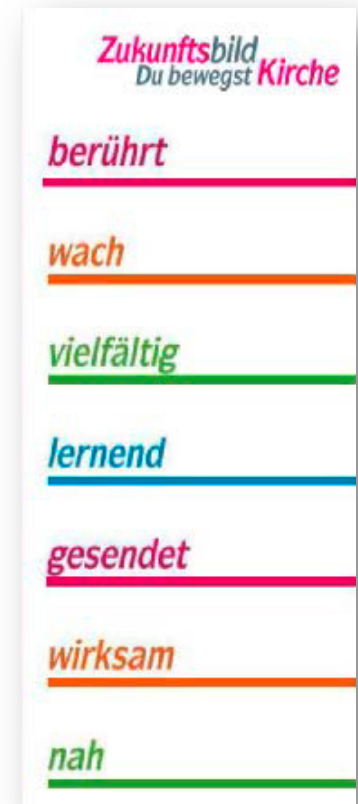 Zukunftsbild
Du bewegst Kirche
berührt
wach
vielfältig
lernend
gesendet
wirksam
nah